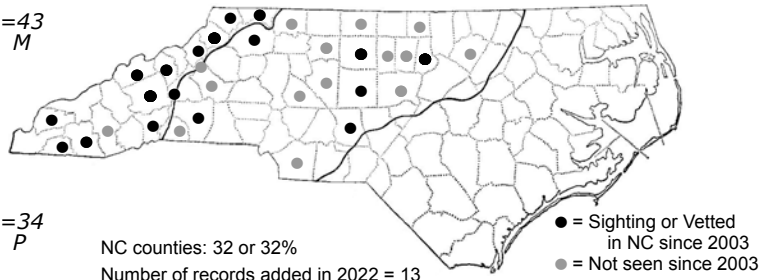 =43
M
=34
P
NC counties: 32 or 32%
Number of records added in 2022 = 13
= Sighting or Vetted
in NC since 2003
= Not seen since 2003